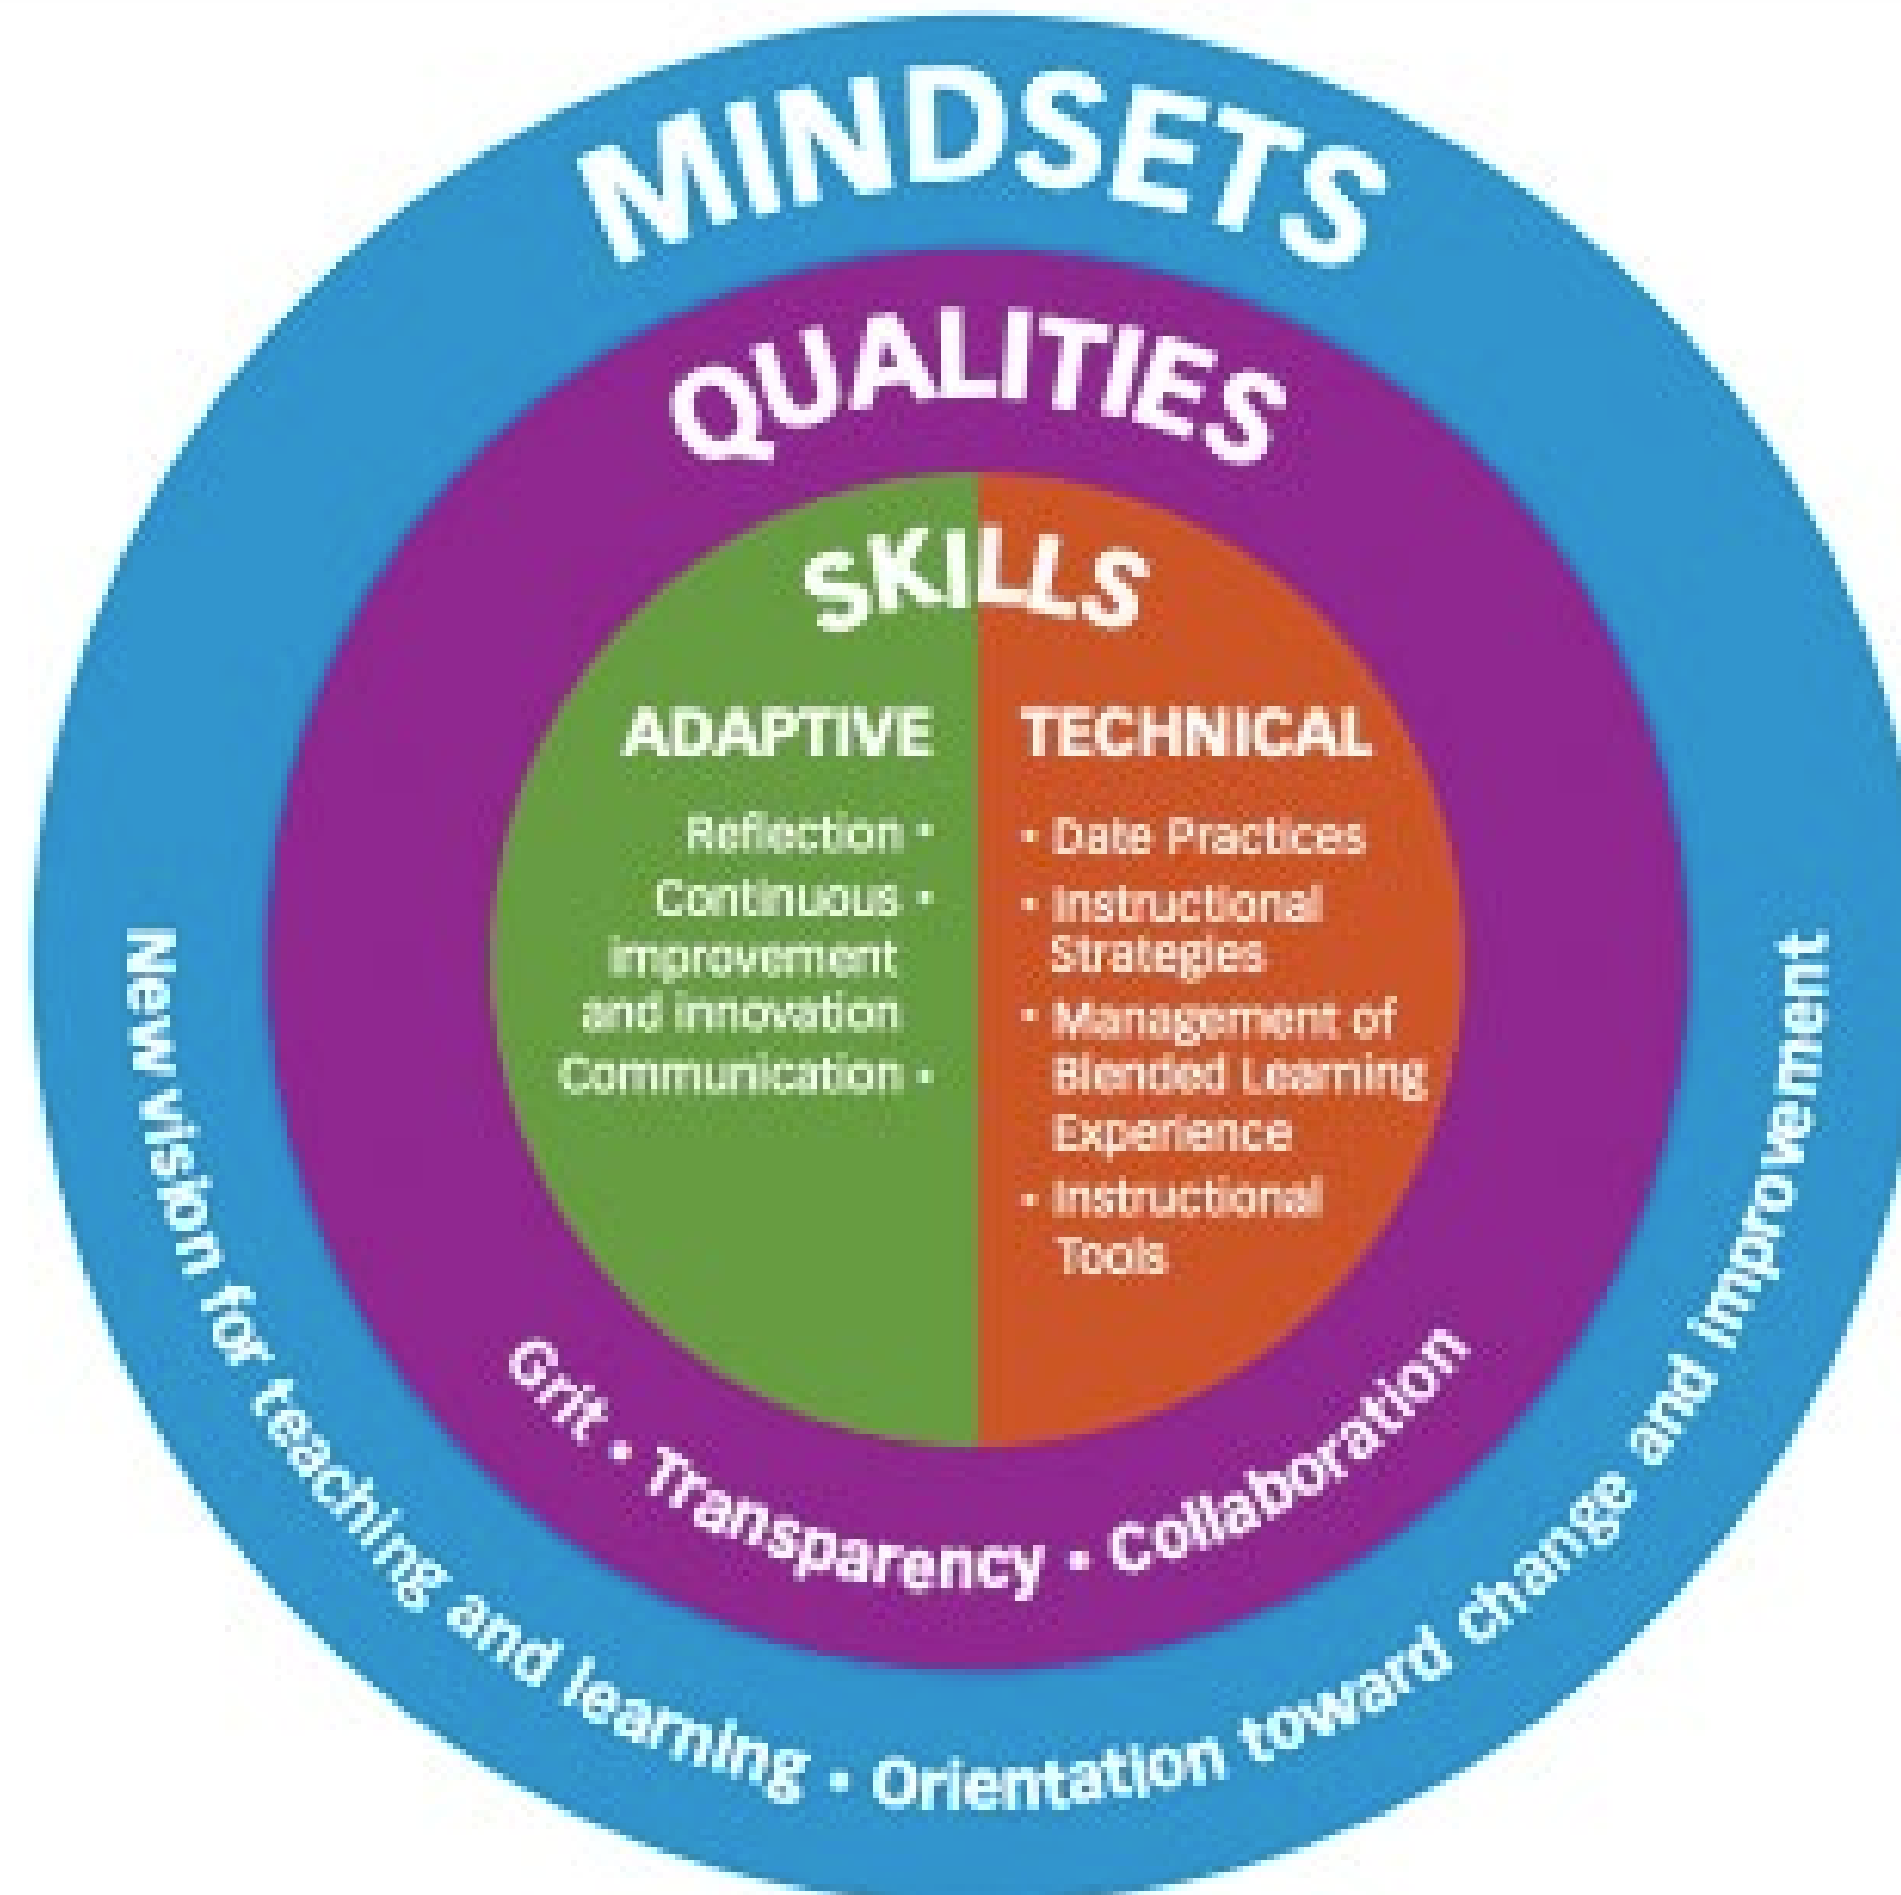 MINDSETS
QUALITIES
SKILLS
ADAPTIVE
Reflection •
Continuous •
improvement
and innovation
Communication •
TECHNICAL
• Date Practices
• Instructional
Strategies
• Management of
Blended Learning
Experience
• Instructional
Tools
Grit • Transparency • Collaboration
New vision for teaching and learning • Orientation toward change and improvement